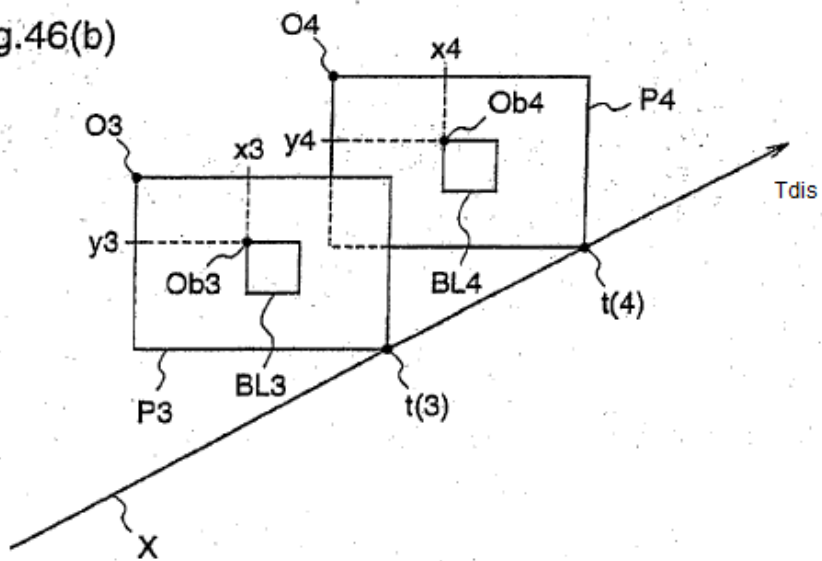 g.46(b)
O4
x4
Ob4
P4
O3
x3
y4
Tdis
y3
Ob3
BL4
t(4)
BL3
P3
t(3)
X